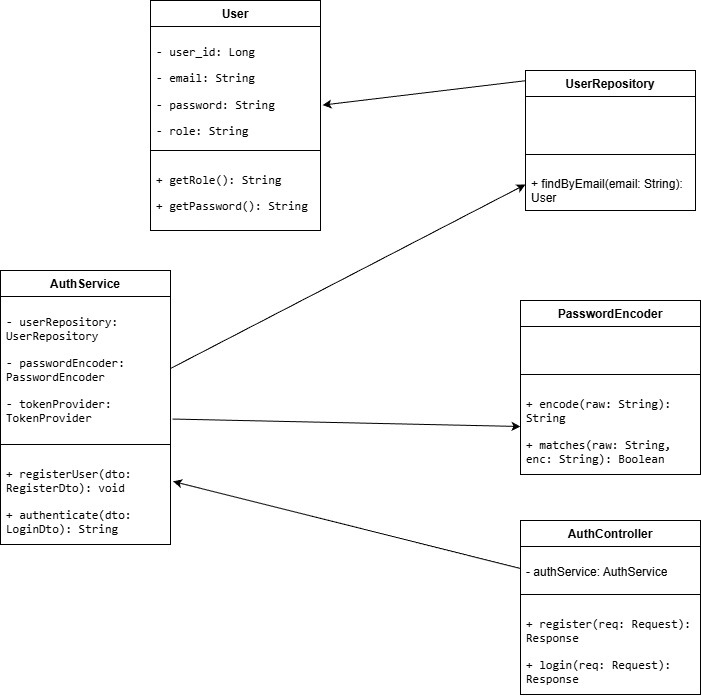 User
- user_id: Long
- email: String
- password: String
- role: String
+ getRole(): String
+ getPassword(): String
UserRepository
+ findByEmail(email: String):
User
AuthService
- userRepository:
UserRepository
- passwordEncoder:
PasswordEncoder
- tokenProvider:
TokenProvider
+ registerUser(dto:
RegisterDto): void
+ authenticate(dto:
LoginDto): String
PasswordEncoder
+ encode(raw: String):
String
+ matches(raw: String,
enc: String): Boolean
AuthController
- authService: AuthService
+ register(req: Request):
Response
+ login(req: Request):
Response